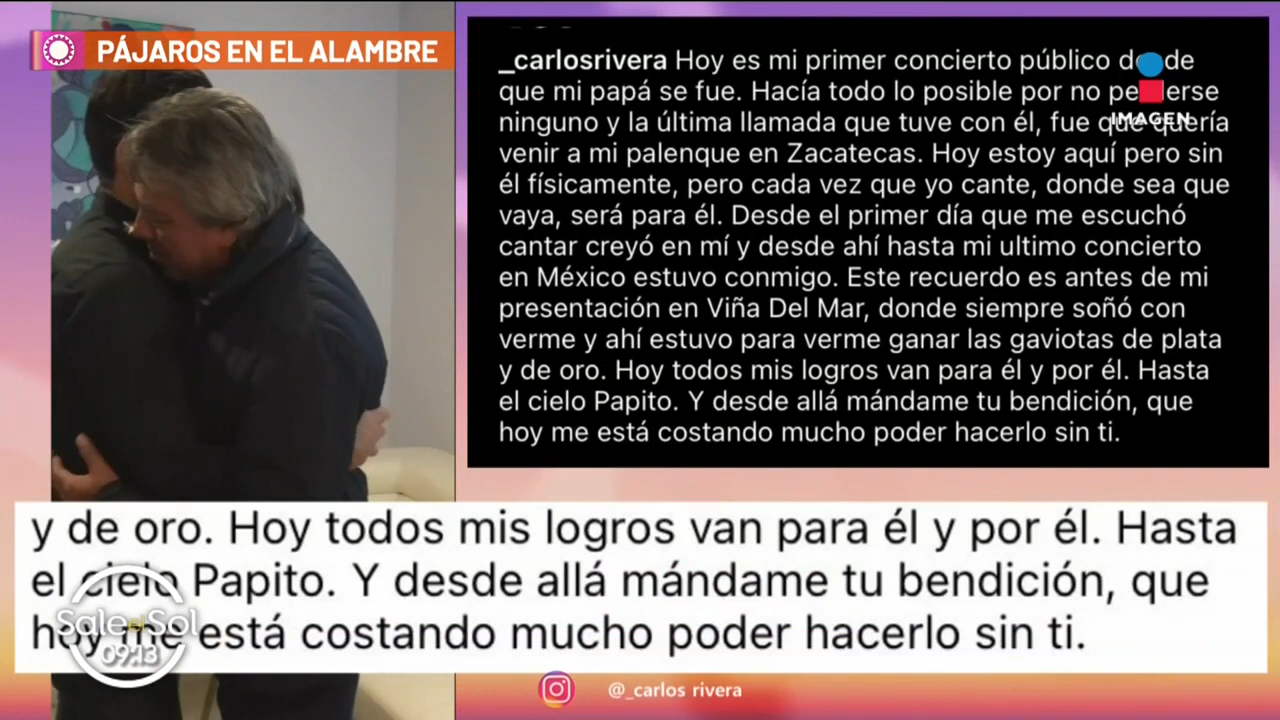 PÁJAROS EN EL ALAMBRE
_carlosrivera Hoy es mi primer concierto público desde
que mi papá se fue. Hacía todo lo posible por no perderse
ninguno y la última llamada que tuve con él, fue que quería
venir a mi palenque en Zacatecas. Hoy estoy aquí pero sin
él físicamente, pero cada vez que yo cante, donde sea que
vaya, será para él. Desde el primer día que me escuchó
cantar creyó en mí y desde ahí hasta mi ultimo concierto
en México estuvo conmigo. Este recuerdo es antes de mi
presentación en Viña Del Mar, donde siempre soñó con
verme y ahí estuvo para verme ganar las gaviotas de plata
y de oro. Hoy todos mis logros van para él y por él. Hasta
el cielo Papito. Y desde allá mándame tu bendición, que
hoy me está costando mucho poder hacerlo sin ti.
IMAGEN
y de oro. Hoy todos mis logros van para él y por él. Hasta
el cielo Papito. Y desde allá mándame tu bendición, que
hoy me está costando mucho poder hacerlo sin ti.
Sale el Sol
09:13
@_carlos rivera